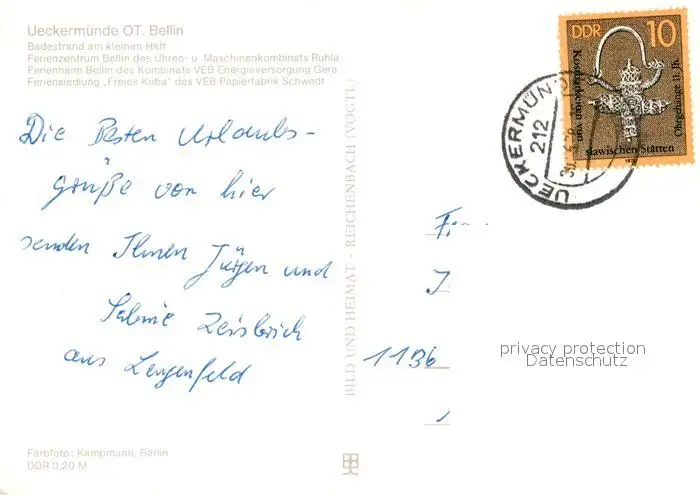 Ueckermünde OT. Bellin
Badestrand am kleinen Haff
Ferienzentrum Bellin des Uhren- u. Maschinenkombinats Ruhla
Ferienheim Bellin des Kombinats VEB Energieversorgung Gera
Feriensiedlung „Freies Kuba" des VEB Papierfabrik Schwedt
Die Besten Urlaubs-
grüße von hier
senden Ihnen Jürgen und
Sabine
aus Lengenfeld
Farbfoto: Kampmann, Berlin
DDR 0,20 M
BILD UND HEIMAT · REICHENBACH (VOGTL)
DDR 10
Kostbarkeiten von
slawischen Stätten
Ohrgehänge 11. Jh.
UECKERMÜNDE
212
1136
privacy protection
Datenschutz